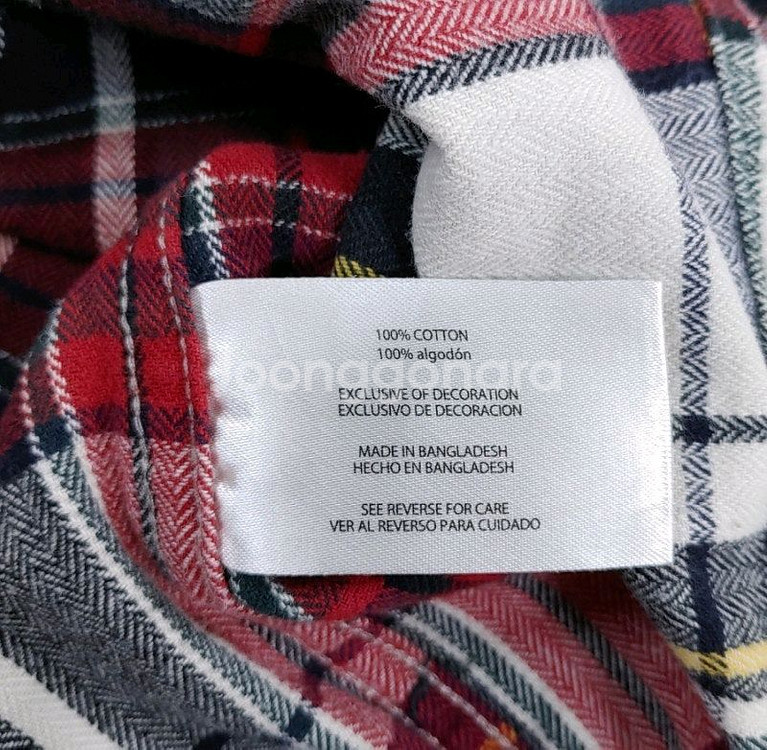 100% COTTON
100% algodón
joonggonara
EXCLUSIVE OF DECORATION
EXCLUSIVO DE DECORACION
MADE IN BANGLADESH
HECHO EN BANGLADESH
SEE REVERSE FOR CARE
VER AL REVERSO PARA CUIDADO